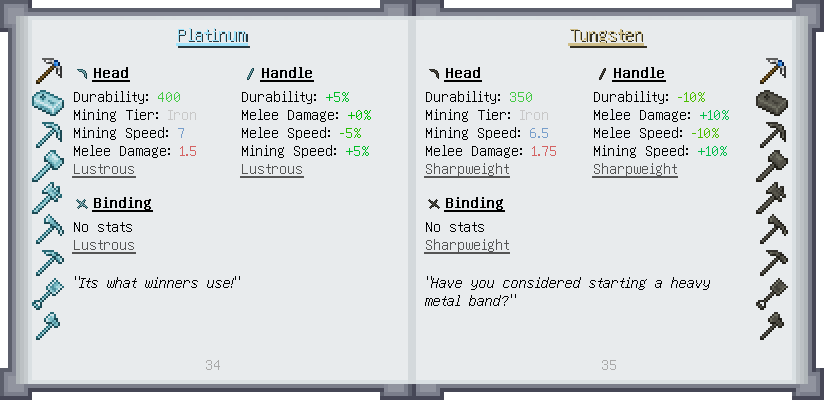 Platinum
Head
Durability: 400
Mining Tier: Iron
Mining Speed: 7
Melee Damage: 1.5
Lustrous
Handle
Durability: +5%
Melee Damage: +0%
Melee Speed: -5%
Mining Speed: +5%
Lustrous
Binding
No stats
Lustrous
"Its what winners use!"
34
Tungsten
Head
Durability: 350
Mining Tier: Iron
Mining Speed: 6.5
Melee Damage: 1.75
Sharpweight
Handle
Durability: -10%
Melee Damage: +10%
Melee Speed: -10%
Mining Speed: +10%
Sharpweight
Binding
No stats
Sharpweight
"Have you considered starting a heavy
metal band?"
35